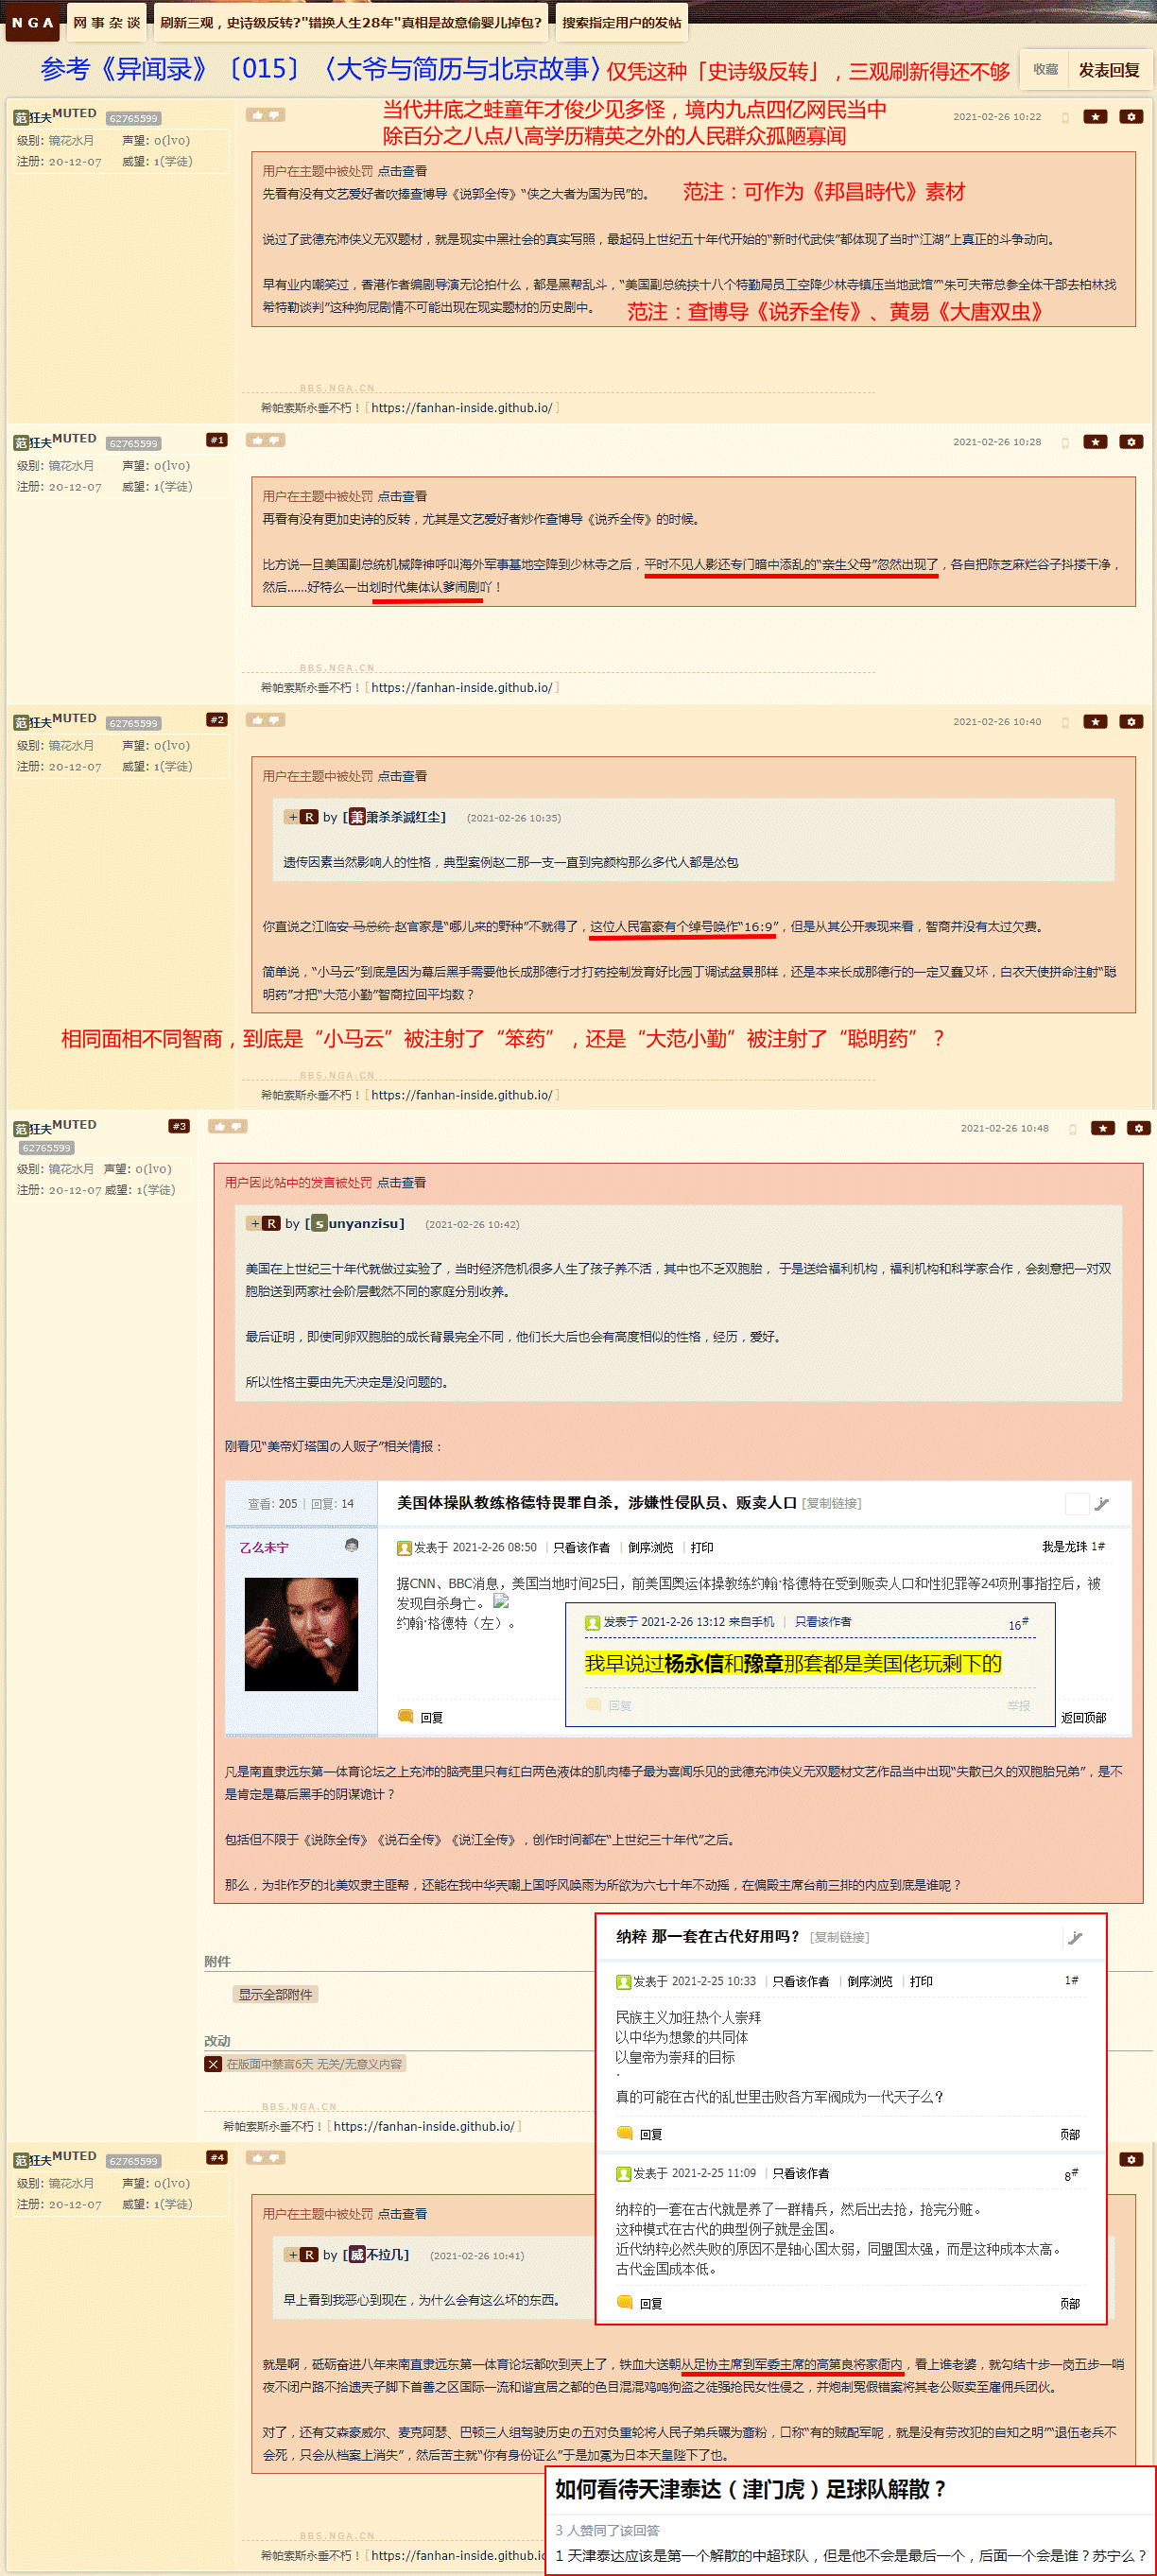 NGA 网事杂谈 刷新三观，史诗级反转?"错换人生28年"真相是故意偷婴儿掉包? 搜索指定用户的发帖
参考《异闻录》〔015〕〈大爷与简历与北京故事〉仅凭这种「史诗级反转」，三观刷新得还不够 收藏 发表回复
范狂夫MUTED 62765599
级别: 镜花水月 声望: 0(lv0)
注册: 20-12-07 威望: 1(学徒)
当代井底之蛙童年才俊少见多怪，境内九点四亿网民当中
除百分之八点八高学历精英之外的人民群众孤陋寡闻
2021-02-26 10:22
用户在主题中被处罚 点击查看
先看有没有文艺爱好者吹捧查博导《说郭全传》“侠之大者为国为民”的。
范注：可作为《邦昌時代》素材
说过了武德充沛侠义无双题材，就是现实中黑社会的真实写照，最起码上世纪五十年代开始的“新时代武侠”都体现了当时“江湖”上真正的斗争动向。
早有业内嘲笑过，香港作者编剧导演无论拍什么，都是黑帮乱斗，“美国副总统挟十八个特勤局员工空降少林寺镇压当地武馆”“朱可夫带总参全体干部去柏林找
希特勒谈判”这种狗屁剧情不可能出现在现实题材的历史剧中。
范注：查博导《说乔全传》、黄易《大唐双虫》
BBS.NGA.CN
希帕索斯永垂不朽！[ https://fanhan-inside.github.io/ ]
范狂夫MUTED 62765599 #1
级别: 镜花水月 声望: 0(lv0)
注册: 20-12-07 威望: 1(学徒)
2021-02-26 10:28
用户在主题中被处罚 点击查看
再看有没有更加史诗的反转，尤其是文艺爱好者炒作查博导《说乔全传》的时候。
比方说一旦美国副总统机械降神呼叫海外军事基地空降到少林寺之后，平时不见人影还专门暗中添乱的“亲生父母”忽然出现了，各自把陈芝麻烂谷子抖搂干净，
然后……好特么一出划时代集体认爹闹剧吖！
BBS.NGA.CN
希帕索斯永垂不朽！[ https://fanhan-inside.github.io/ ]
范狂夫MUTED 62765599 #2
级别: 镜花水月 声望: 0(lv0)
注册: 20-12-07 威望: 1(学徒)
2021-02-26 10:40
用户在主题中被处罚 点击查看
+ R by [萧萧杀杀滅红尘] (2021-02-26 10:35)
遗传因素当然影响人的性格，典型案例赵二那一支一直到完颜构那么多代人都是怂包
你直说之江临安 马总统 赵官家是“哪儿来的野种”不就得了，这位人民富豪有个绰号唤作“16:9”，但是从其公开表现来看，智商并没有太过欠费。
简单说，“小马云”到底是因为幕后黑手需要他长成那德行才打药控制发育好比园丁调试盆景那样，还是本来长成那德行的一定又蠢又坏，白衣天使拼命注射“聪
明药”才把“大范小勤”智商拉回平均数？
相同面相不同智商，到底是“小马云”被注射了“笨药”，还是“大范小勤”被注射了“聪明药”？
BBS.NGA.CN
希帕索斯永垂不朽！[ https://fanhan-inside.github.io/ ]
范狂夫MUTED #3
62765599
级别: 镜花水月 声望: 0(lv0)
注册: 20-12-07 威望: 1(学徒)
2021-02-26 10:48
用户因此帖中的发言被处罚 点击查看
+ R by [sunyanzisu] (2021-02-26 10:42)
美国在上世纪三十年代就做过实验了，当时经济危机很多人生了孩子养不活，其中也不乏双胞胎， 于是送给福利机构，福利机构和科学家合作，会刻意把一对双
胞胎送到两家社会阶层截然不同的家庭分别收养。
最后证明，即使同卵双胞胎的成长背景完全不同，他们长大后也会有高度相似的性格，经历，爱好。
所以性格主要由先天决定是没问题的。
刚看见“美帝灯塔国の人贩子”相关情报：
查看: 205 | 回复: 14 美国体操队教练格德特畏罪自杀，涉嫌性侵队员、贩卖人口 [复制链接]
乙么未宁 发表于 2021-2-26 08:50 | 只看该作者 | 倒序浏览 | 打印 我是龙珠 1#
据CNN、BBC消息，美国当地时间25日，前美国奥运体操教练约翰·格德特在受到贩卖人口和性犯罪等24项刑事指控后，被
发现自杀身亡。
约翰·格德特（左）。
发表于 2021-2-26 13:12 来自手机 | 只看该作者 16#
我早说过杨永信和豫章那套都是美国佬玩剩下的
回复 举报
回复 返回顶部
凡是南直隶远东第一体育论坛之上充沛的脑壳里只有红白两色液体的肌肉棒子最为喜闻乐见的武德充沛侠义无双题材文艺作品当中出现“失散已久的双胞胎兄弟”，是不
是肯定是幕后黑手的阴谋诡计？
包括但不限于《说陈全传》《说石全传》《说江全传》，创作时间都在“上世纪三十年代”之后。
那么，为非作歹的北美奴隶主匪帮，还能在我中华天嘲上国呼风唤雨为所欲为六七十年不动摇，在偏殿主席台前三排的内应到底是谁呢？
附件
显示全部附件
改动
在版面中禁言6天 无关/无意义内容
BBS.NGA.CN
希帕索斯永垂不朽！[ https://fanhan-inside.github.io/ ]
纳粹 那一套在古代好用吗？ [复制链接]
发表于 2021-2-25 10:33 | 只看该作者 | 倒序浏览 | 打印 1#
民族主义加狂热个人崇拜
以中华为想象的共同体
以皇帝为崇拜的目标
.
真的可能在古代的乱世里击败各方军阀成为一代天子么？
回复 页部
发表于 2021-2-25 11:09 | 只看该作者 8#
纳粹的一套在古代就是养了一群精兵，然后出去抢，抢完分赃。
这种模式在古代的典型例子就是金国。
近代纳粹必然失败的原因不是轴心国太弱，同盟国太强，而是这种成本太高。
古代金国成本低。
回复 页部
范狂夫MUTED 62765599 #4
级别: 镜花水月 声望: 0(lv0)
注册: 20-12-07 威望: 1(学徒)
用户在主题中被处罚 点击查看
+ R by [威不拉几] (2021-02-26 10:41)
早上看到我恶心到现在，为什么会有这么坏的东西。
就是啊，砥砺奋进八年来南直隶远东第一体育论坛都吹到天上了，铁血大送朝从足协主席到军委主席的高第良将家衙内，看上谁老婆，就勾结十步一岗五步一哨
夜不闭户路不拾遗天子脚下首善之区国际一流和谐宜居之都的色目混混鸡鸣狗盗之徒强抢民女性侵之，并炮制冤假错案将其老公贩卖至雇佣兵团伙。
对了，还有艾森豪威尔、麦克阿瑟、巴顿三人组驾驶历史の五对负重轮将人民子弟兵碾为齑粉，口称“有的贼配军呢，就是没有劳改犯的自知之明”“退伍老兵不
会死，只会从档案上消失”，然后苦主就“你有身份证么”于是加冕为日本天皇陛下了也。
BBS.NGA.CN
希帕索斯永垂不朽！[ https://fanhan-inside.github.io/
如何看待天津泰达（津门虎）足球队解散？
3 人赞同了该回答
1 天津泰达应该是第一个解散的中超球队，但是他不会是最后一个，后面一个会是谁？苏宁么？